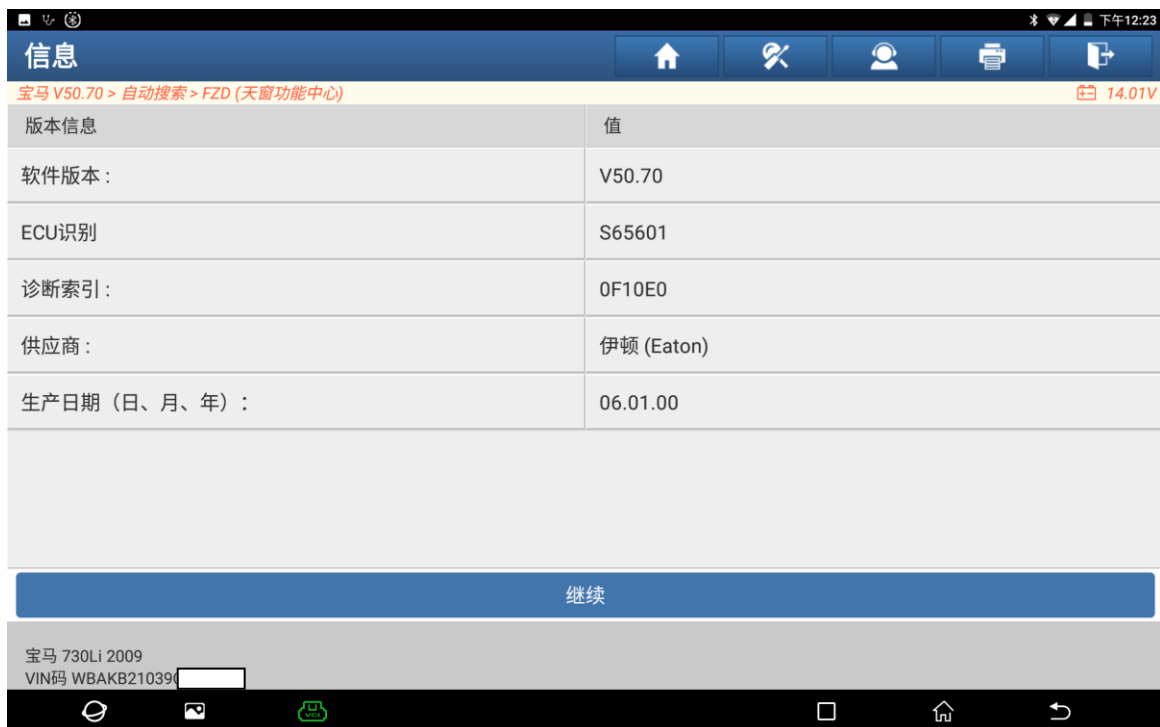 下午12:23
信息
宝马 V50.70 > 自动搜索 > FZD (天窗功能中心) 14.01V
版本信息 值
软件版本 : V50.70
ECU识别 S65601
诊断索引 : 0F10E0
供应商 : 伊顿 (Eaton)
生产日期（日、月、年）： 06.01.00
继续
宝马 730Li 2009
VIN码 WBAKB21039
VCI